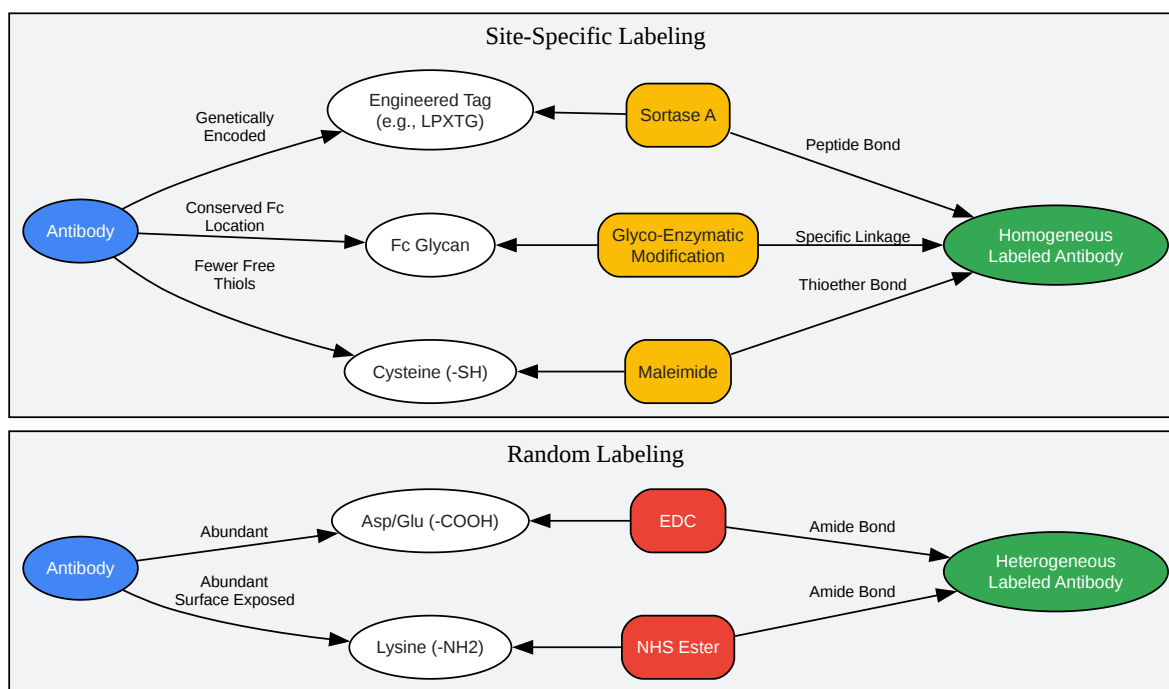 Site-Specific Labeling
Genetically
Encoded
Engineered Tag
(e.g., LPXTG)
Sortase A
Peptide Bond
Antibody
Conserved Fc
Location
Fc Glycan
Glyco-Enzymatic
Modification
Specific Linkage
Homogeneous
Labeled Antibody
Fewer Free
Thiols
Cysteine (-SH)
Maleimide
Thioether Bond
Random Labeling
Antibody
Abundant
Asp/Glu (-COOH)
EDC
Amide Bond
Heterogeneous
Labeled Antibody
Abundant
Surface Exposed
Lysine (-NH2)
NHS Ester
Amide Bond